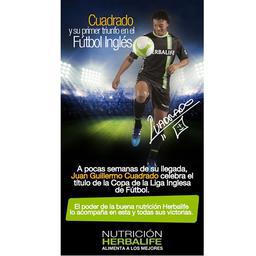 Cuadrado
y su primer triunfo en el
Fútbol Inglés
HERBALIFE
CUADRADO
A pocas semanas de su llegada,
Juan Guillermo Cuadrado celebra el
título de la Copa de la Liga Inglesa
de Fútbol.
El poder de la buena nutrición Herbalife
lo acompaña en esta y todas sus victorias.
NUTRICIÓN
HERBALIFE
ALIMENTA A LOS MEJORES